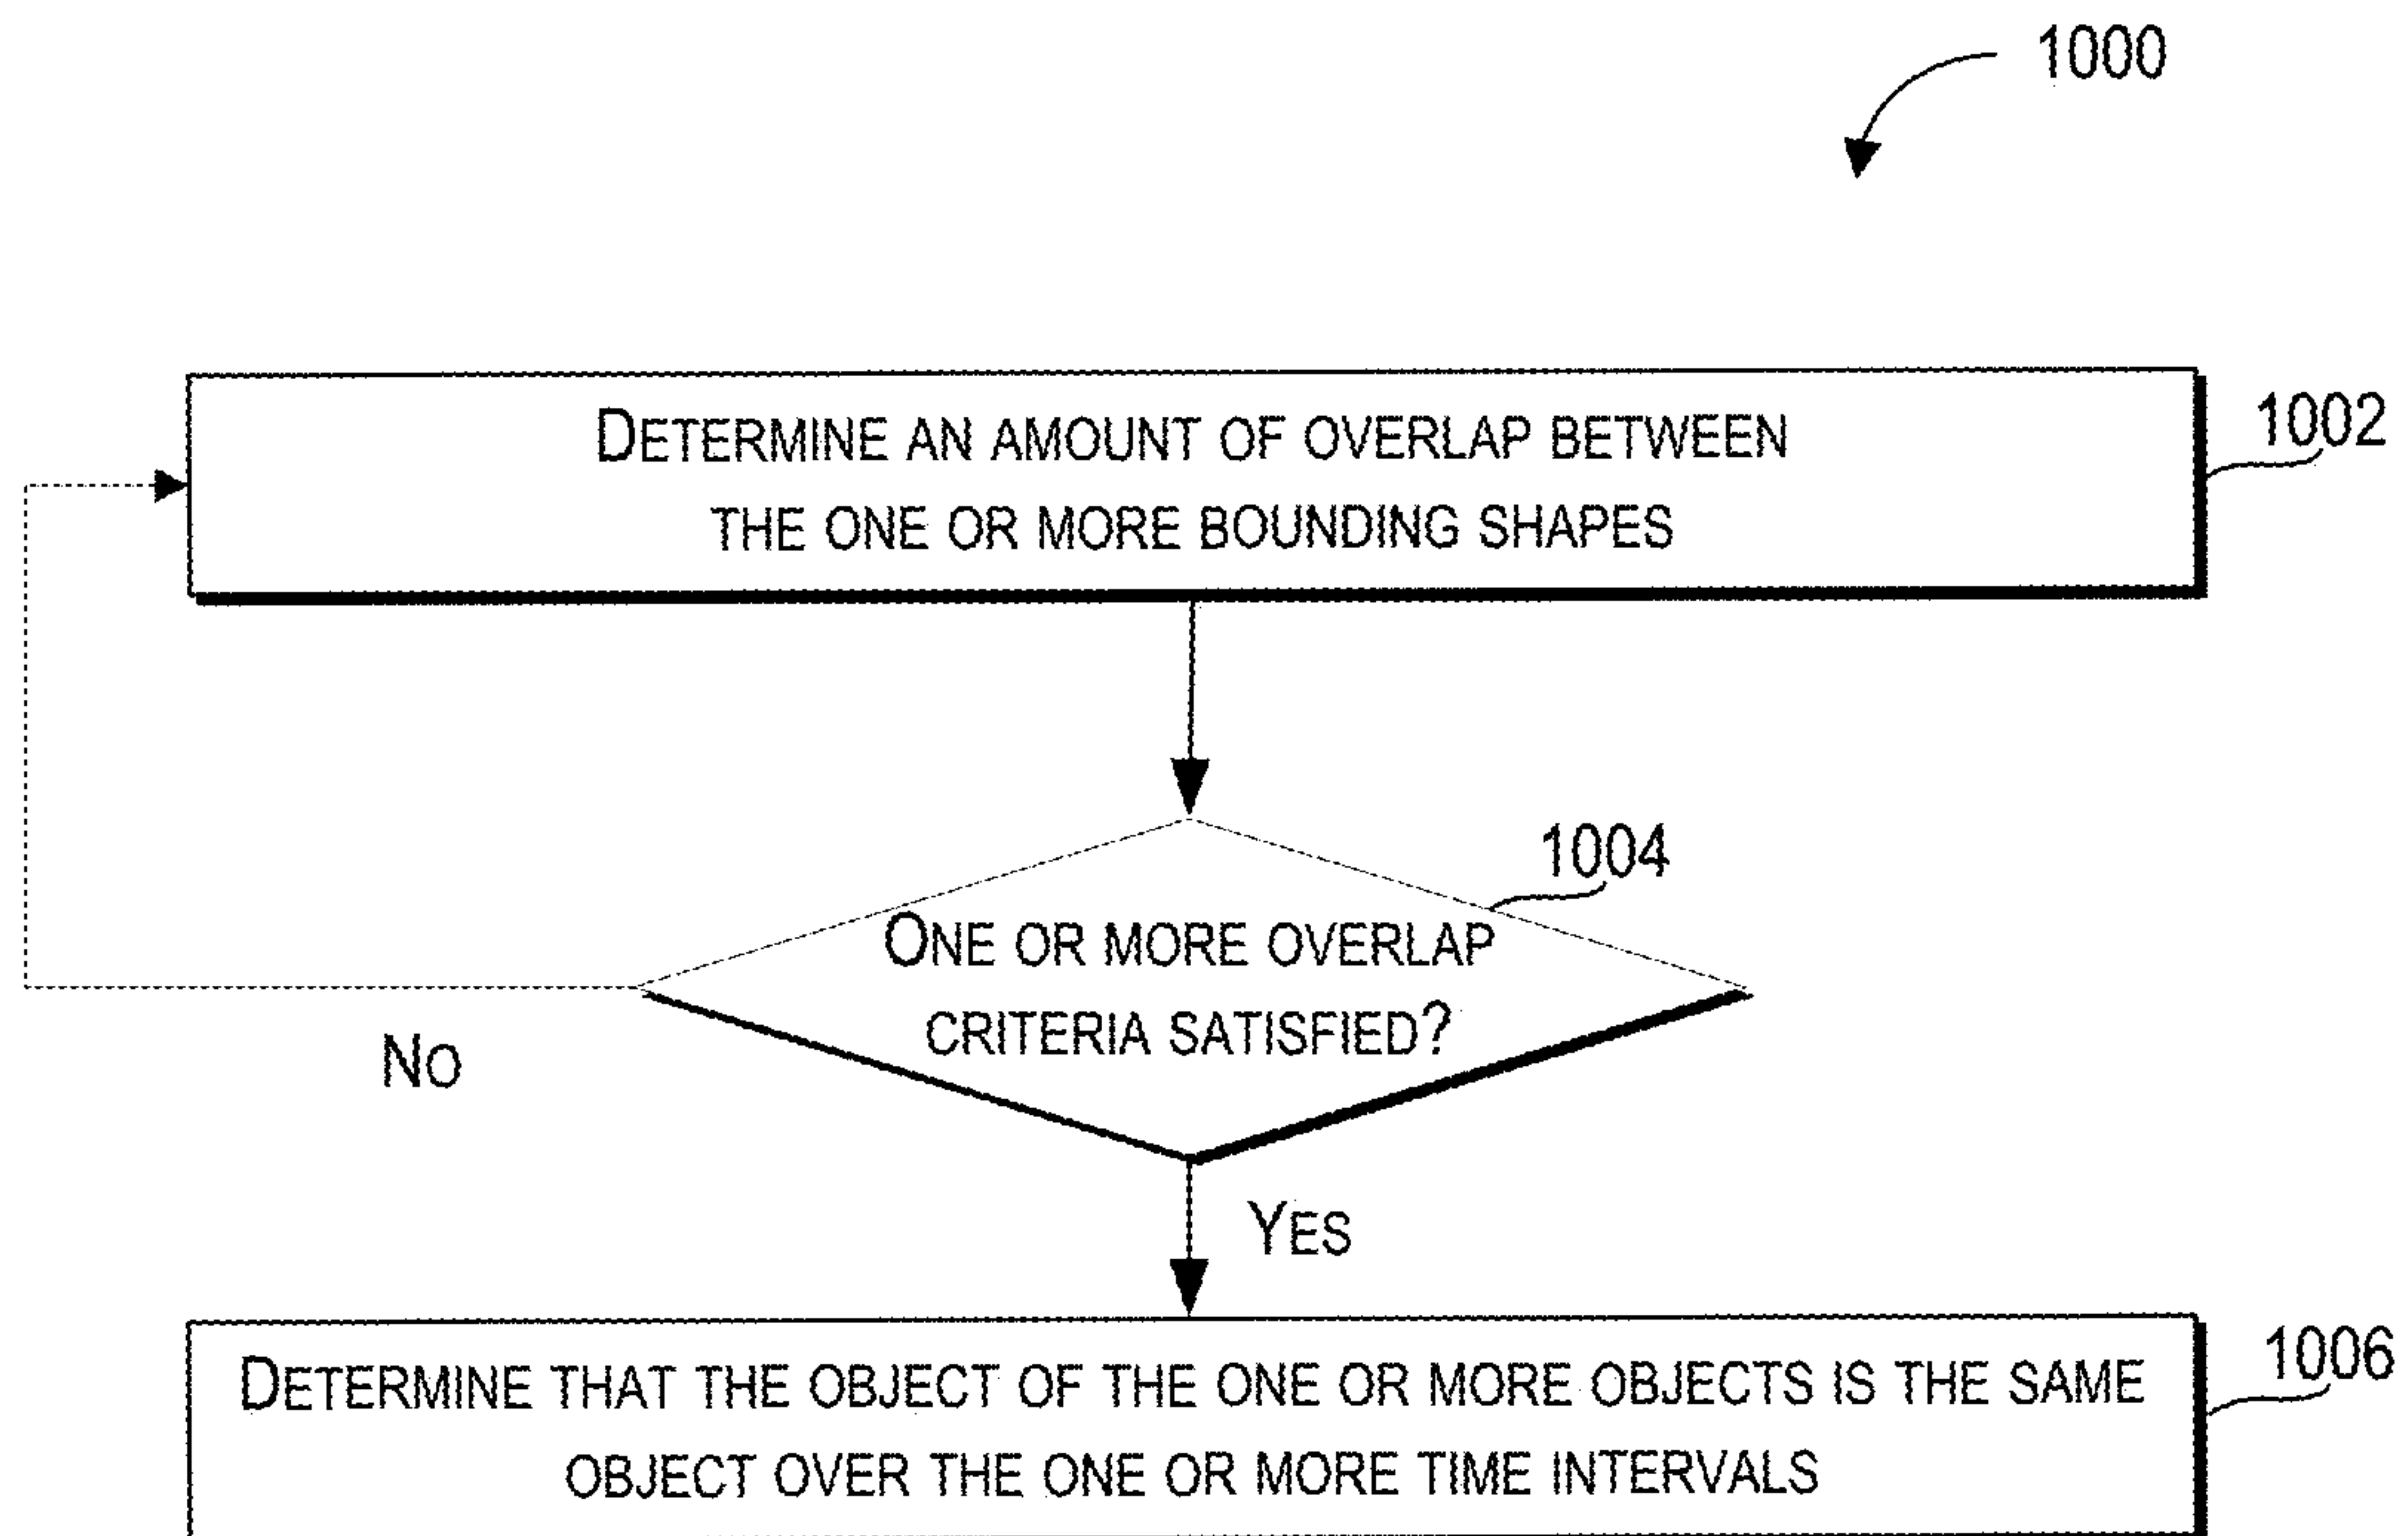 1000
DETERMINE AN AMOUNT OF OVERLAP BETWEEN
THE ONE OR MORE BOUNDING SHAPES
1002
1004
ONE OR MORE OVERLAP
CRITERIA SATISFIED?
NO
YES
DETERMINE THAT THE OBJECT OF THE ONE OR MORE OBJECTS IS THE SAME
OBJECT OVER THE ONE OR MORE TIME INTERVALS
1006